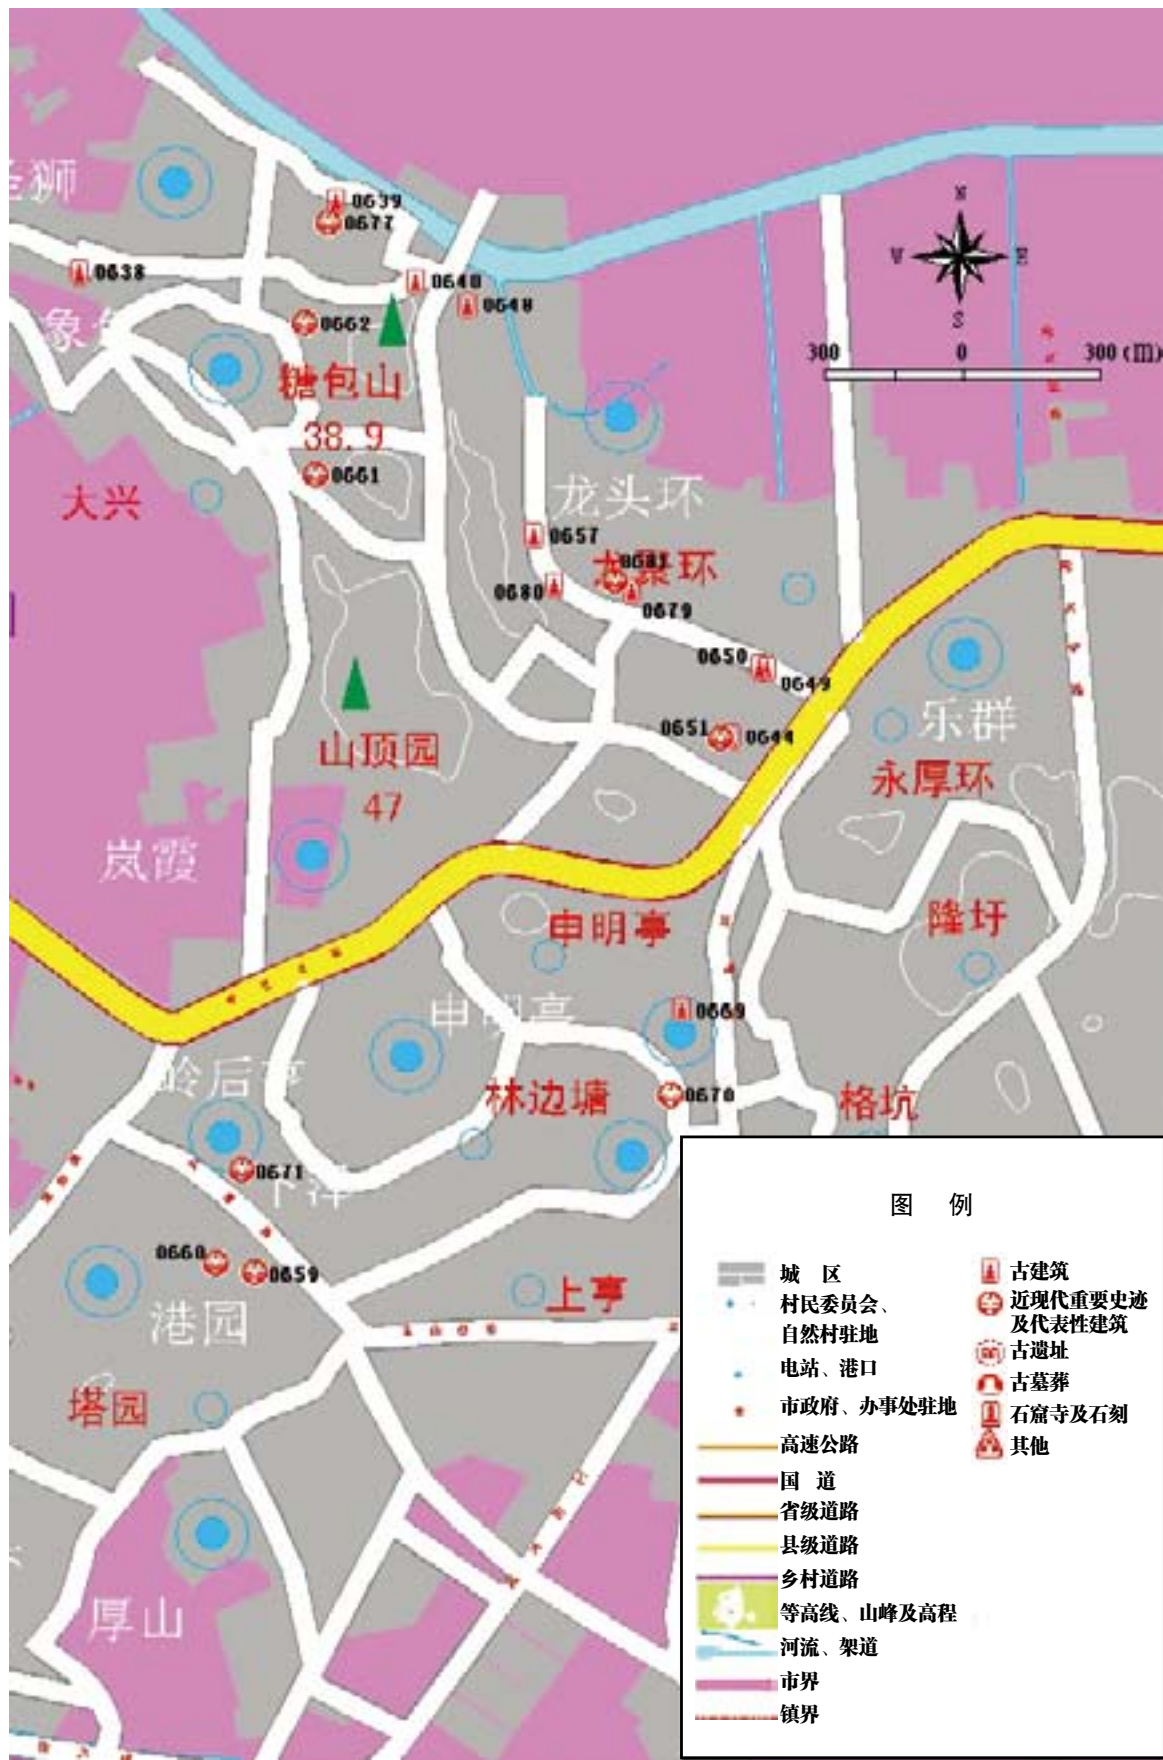 狮
0639
0677
0638
0640
0648
N
W
E
S
象
0662
糖包山
38.9
300
0
300 (m)
大兴
0661
龙头环
0657
0681
环
0680
0679
0650
0649
0651
0644
乐群
山顶园
47
永厚环
岚霞
申明亭
隆圩
申明亭
0669
岭后亭
林边塘
0670
格坑
0671
下洋
0660
0659
港园
上亭
塔园
厚山
图 例
城 区
村民委员会、
自然村驻地
电站、港口
市政府、办事处驻地
高速公路
国 道
省级道路
县级道路
乡村道路
等高线、山峰及高程
河流、架道
市界
镇界
古建筑
近现代重要史迹
及代表性建筑
古遗址
古墓葬
石窟寺及石刻
其他